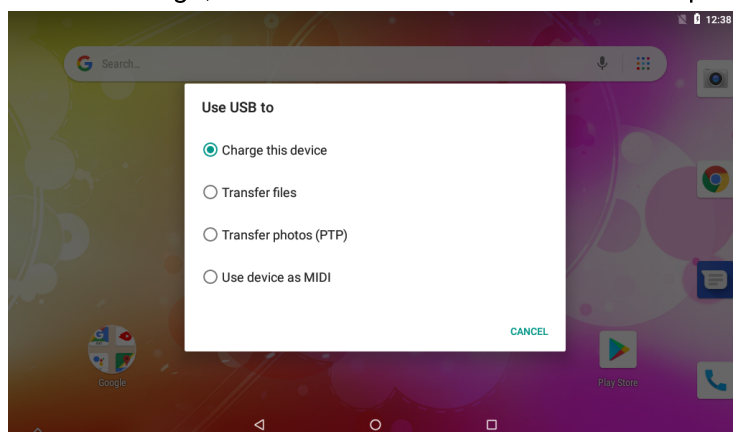 12:38
Search...
Use USB to
Charge this device
Transfer files
Transfer photos (PTP)
Use device as MIDI
CANCEL
Google
Play Store